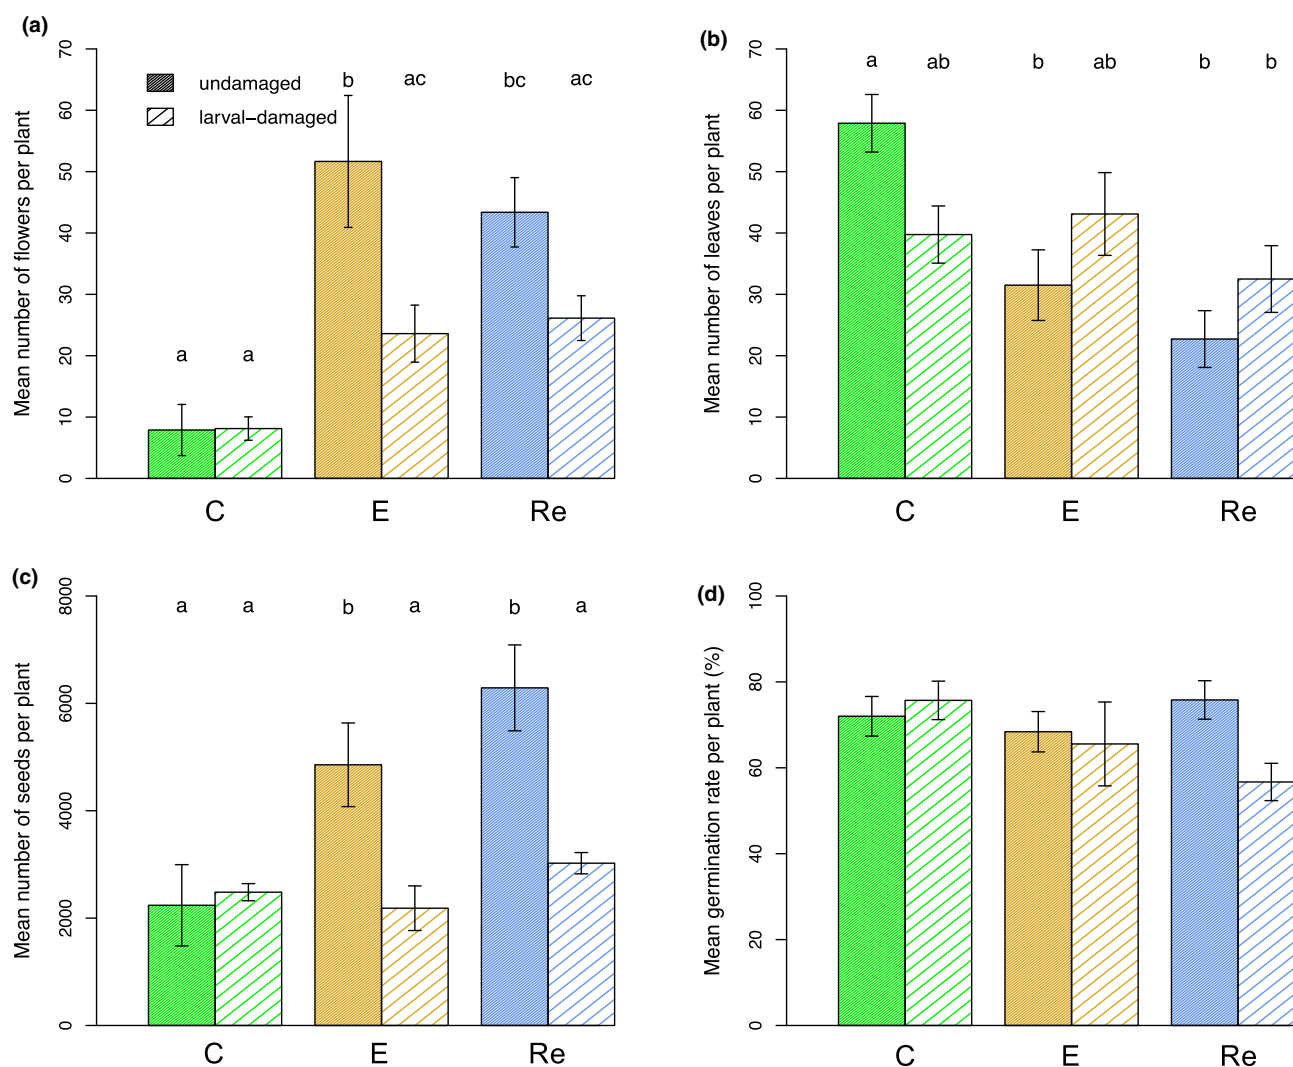 (a)
Mean number of flowers per plant
0 10 20 30 40 50 60 70
undamaged
larval−damaged
a a b ac bc ac
C E Re
(b)
Mean number of leaves per plant
0 10 20 30 40 50 60 70
a ab b ab b b
C E Re
(c)
Mean number of seeds per plant
0 2000 4000 6000 8000
a a b a b a
C E Re
(d)
Mean germination rate per plant (%)
0 20 40 60 80 100
C E Re